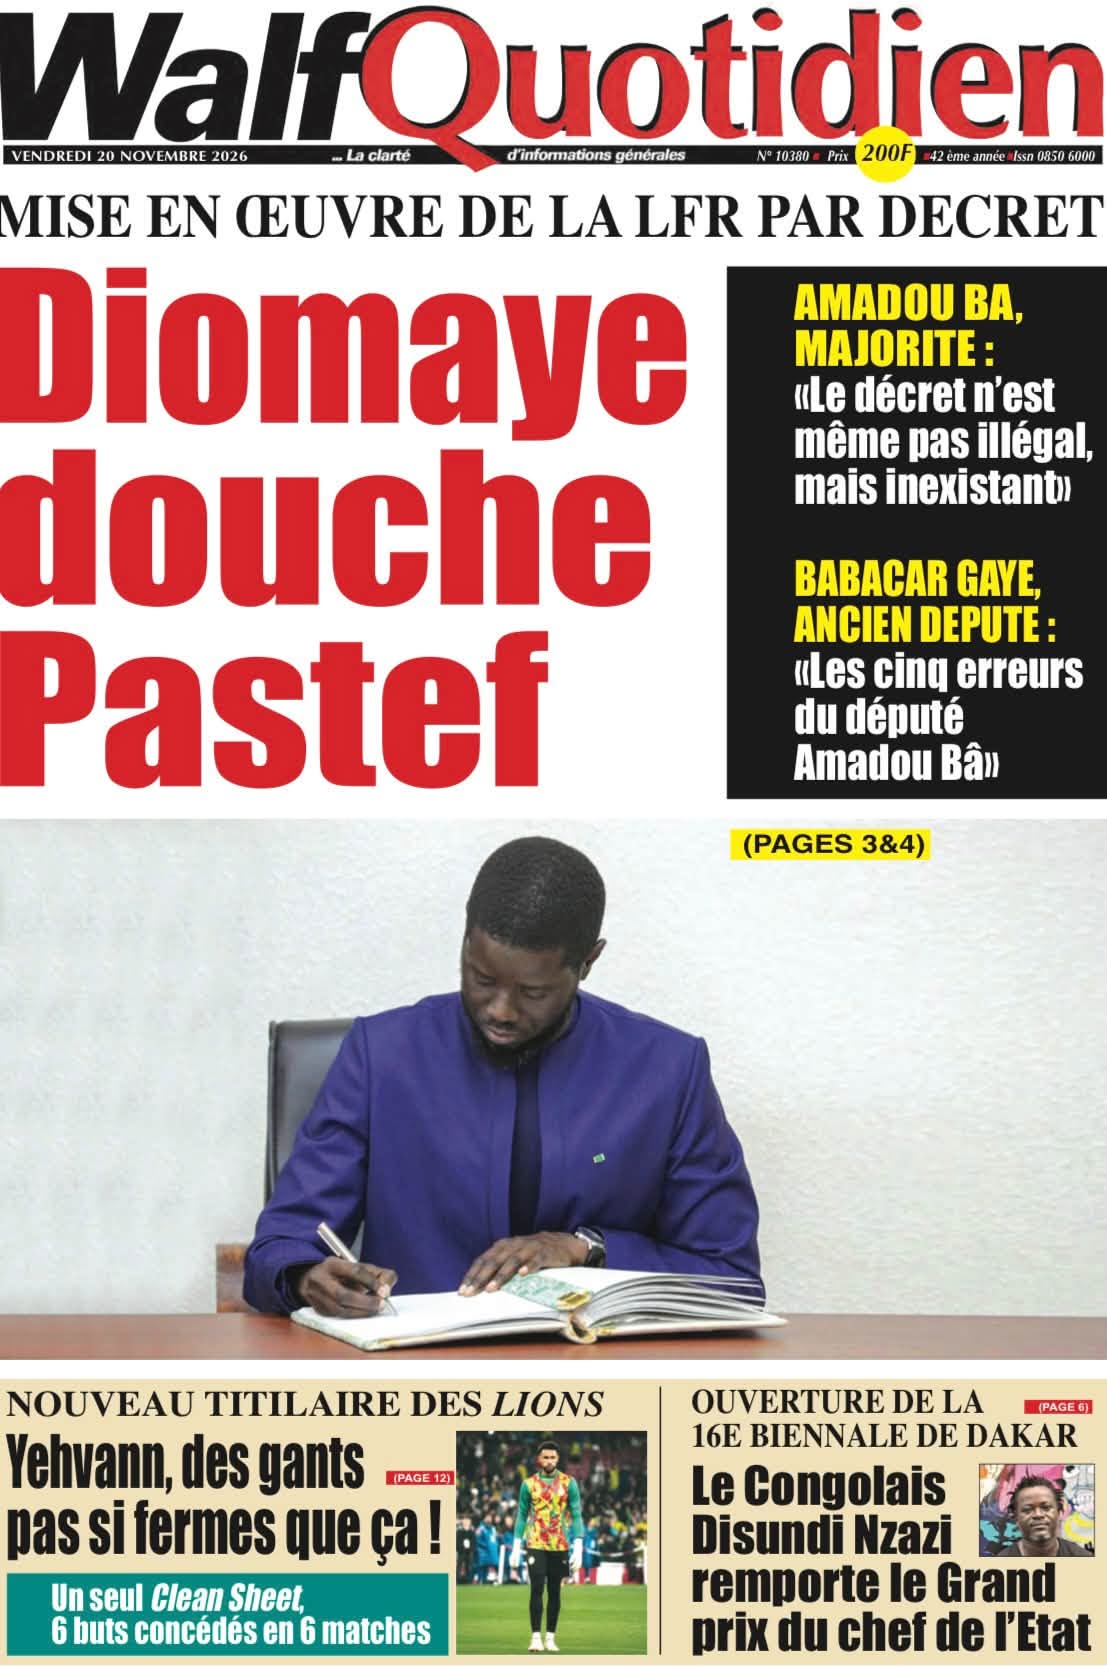 WalfQuotidien
VENDREDI 20 NOVEMBRE 2026
... La clarté
d'informations générales
N° 10380 ▪ Prix 200F ▪42 ème année▪Issn 0850 6000
MISE EN ŒUVRE DE LA LFR PAR DECRET
Diomaye
douche
Pastef
AMADOU BA,
MAJORITE :
«Le décret n'est
même pas illégal,
mais inexistant»
BABACAR GAYE,
ANCIEN DEPUTE :
«Les cinq erreurs
du député
Amadou Bâ»
(PAGES 3&4)
NOUVEAU TITILAIRE DES LIONS
Yehvann, des gants
(PAGE 12)
pas si fermes que ça !
Un seul Clean Sheet,
6 buts concédés en 6 matches
OUVERTURE DE LA
(PAGE 6)
16E BIENNALE DE DAKAR
Le Congolais
Disundi Nzazi
remporte le Grand
prix du chef de l'Etat